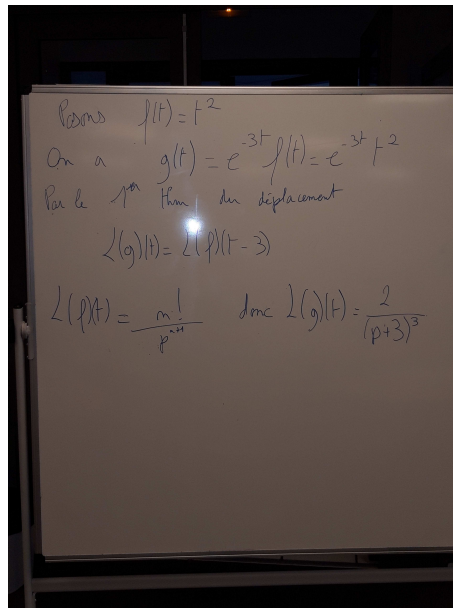 Posons f(t) = t²
On a g(t) = e^{-3t} f(t) = e^{-3t} t²
Par le 1er thm du déplacement
L(g)(t) = L(f)(t - 3)
L(f)(t) = n!/p^{n+1} donc L(g)(t) = 2/(p+3)³